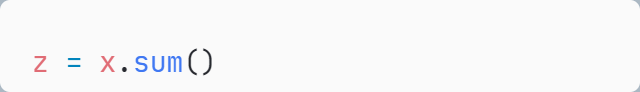 z = x.sum()